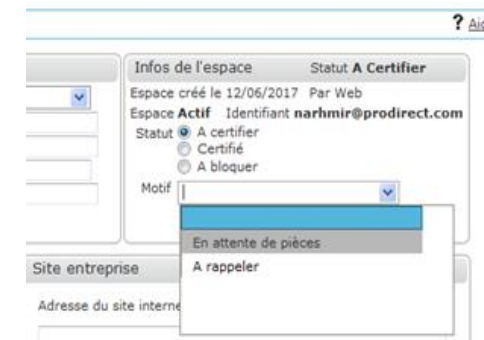 ? Aid
Infos de l'espace Statut A Certifier
Espace créé le 12/06/2017 Par Web
Espace Actif Identifiant narhmir@prodirect.com
Statut A certifier
Certifié
A bloquer
Motif
En attente de pièces
A rappeler
Site entreprise
Adresse du site interne